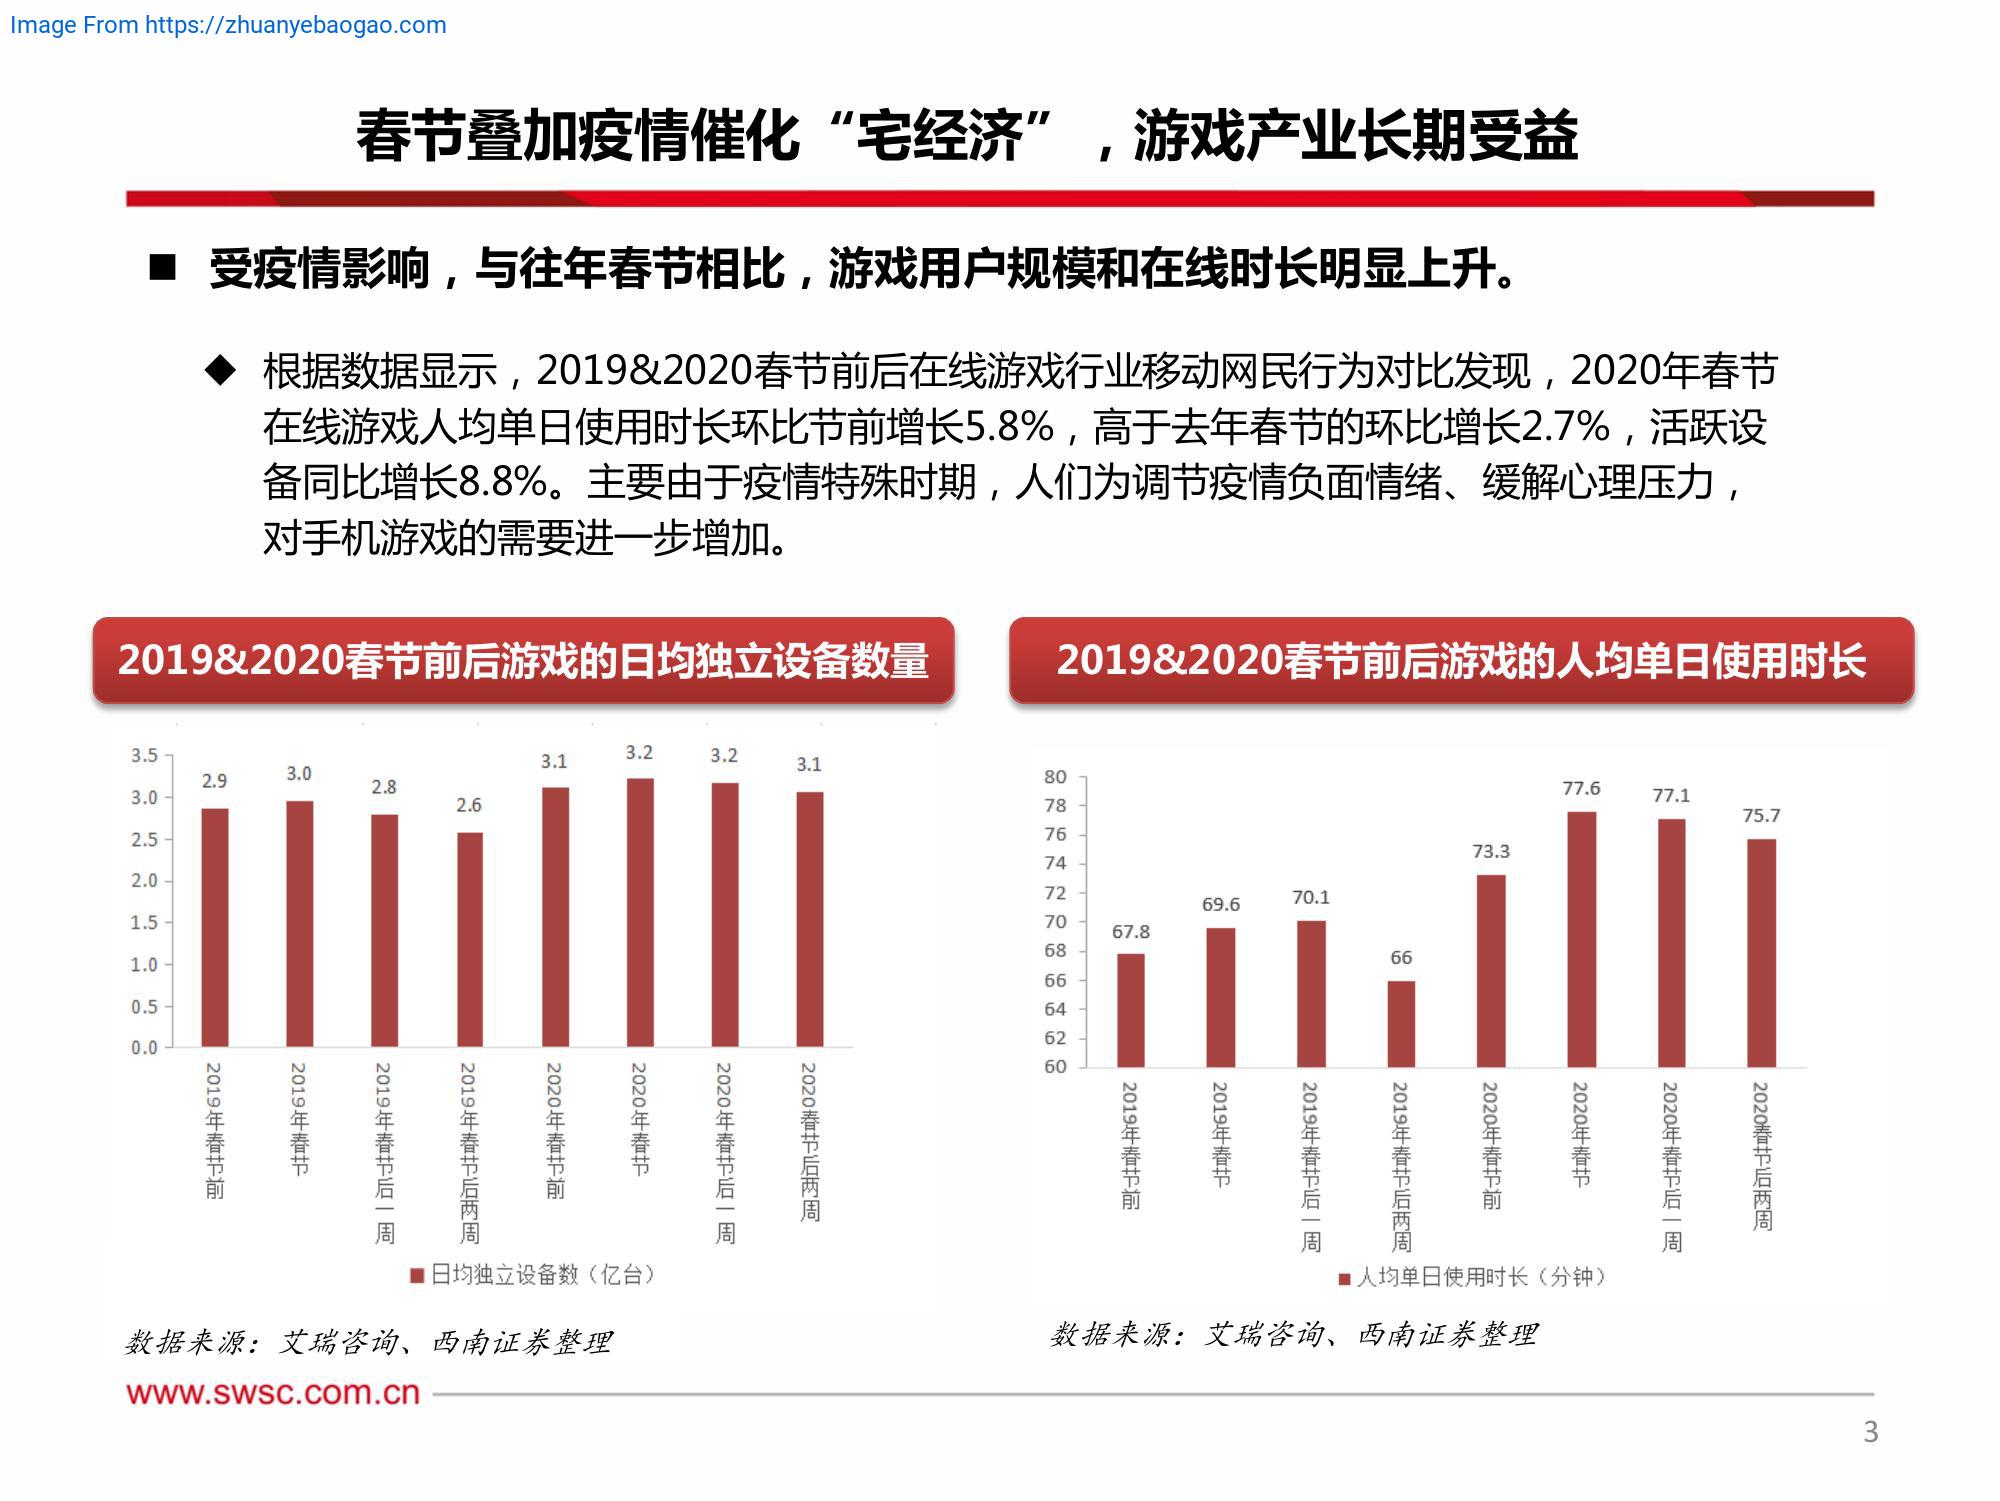 Image From https://zhuanyebaogao.com
春节叠加疫情催化“宅经济”，游戏产业长期受益
■ 受疫情影响，与往年春节相比，游戏用户规模和在线时长明显上升。
◆ 根据数据显示，2019&2020春节前后在线游戏行业移动网民行为对比发现，2020年春节
在线游戏人均单日使用时长环比节前增长5.8%，高于去年春节的环比增长2.7%，活跃设
备同比增长8.8%。主要由于疫情特殊时期，人们为调节疫情负面情绪、缓解心理压力，
对手机游戏的需要进一步增加。
2019&2020春节前后游戏的日均独立设备数量
3.5
3.0
2.5
2.0
1.5
1.0
0.5
0.0
2.9
3.0
2.8
2.6
3.1
3.2
3.2
3.1
2019年春节前
2019年春节
2019年春节后一周
2019年春节后两周
2020年春节前
2020年春节
2020年春节后一周
2020春节后两周
日均独立设备数（亿台）
数据来源：艾瑞咨询、西南证券整理
2019&2020春节前后游戏的人均单日使用时长
80
78
76
74
72
70
68
66
64
62
60
67.8
69.6
70.1
66
73.3
77.6
77.1
75.7
2019年春节前
2019年春节
2019年春节后一周
2019年春节后两周
2020年春节前
2020年春节
2020年春节后一周
2020春节后两周
人均单日使用时长（分钟）
数据来源：艾瑞咨询、西南证券整理
www.swsc.com.cn
3